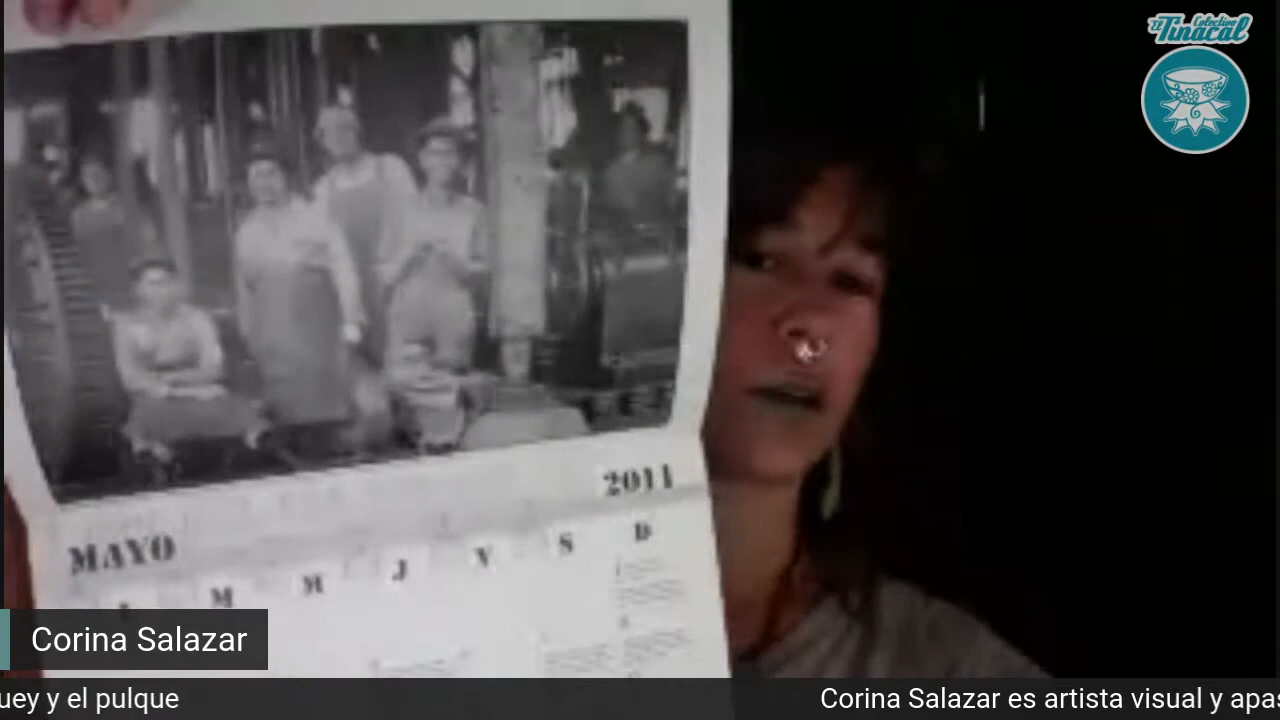 El
Colectivo
Tinacal
2011
MAYO
L M M J V S D
Corina Salazar
uey y el pulque
Corina Salazar es artista visual y apas